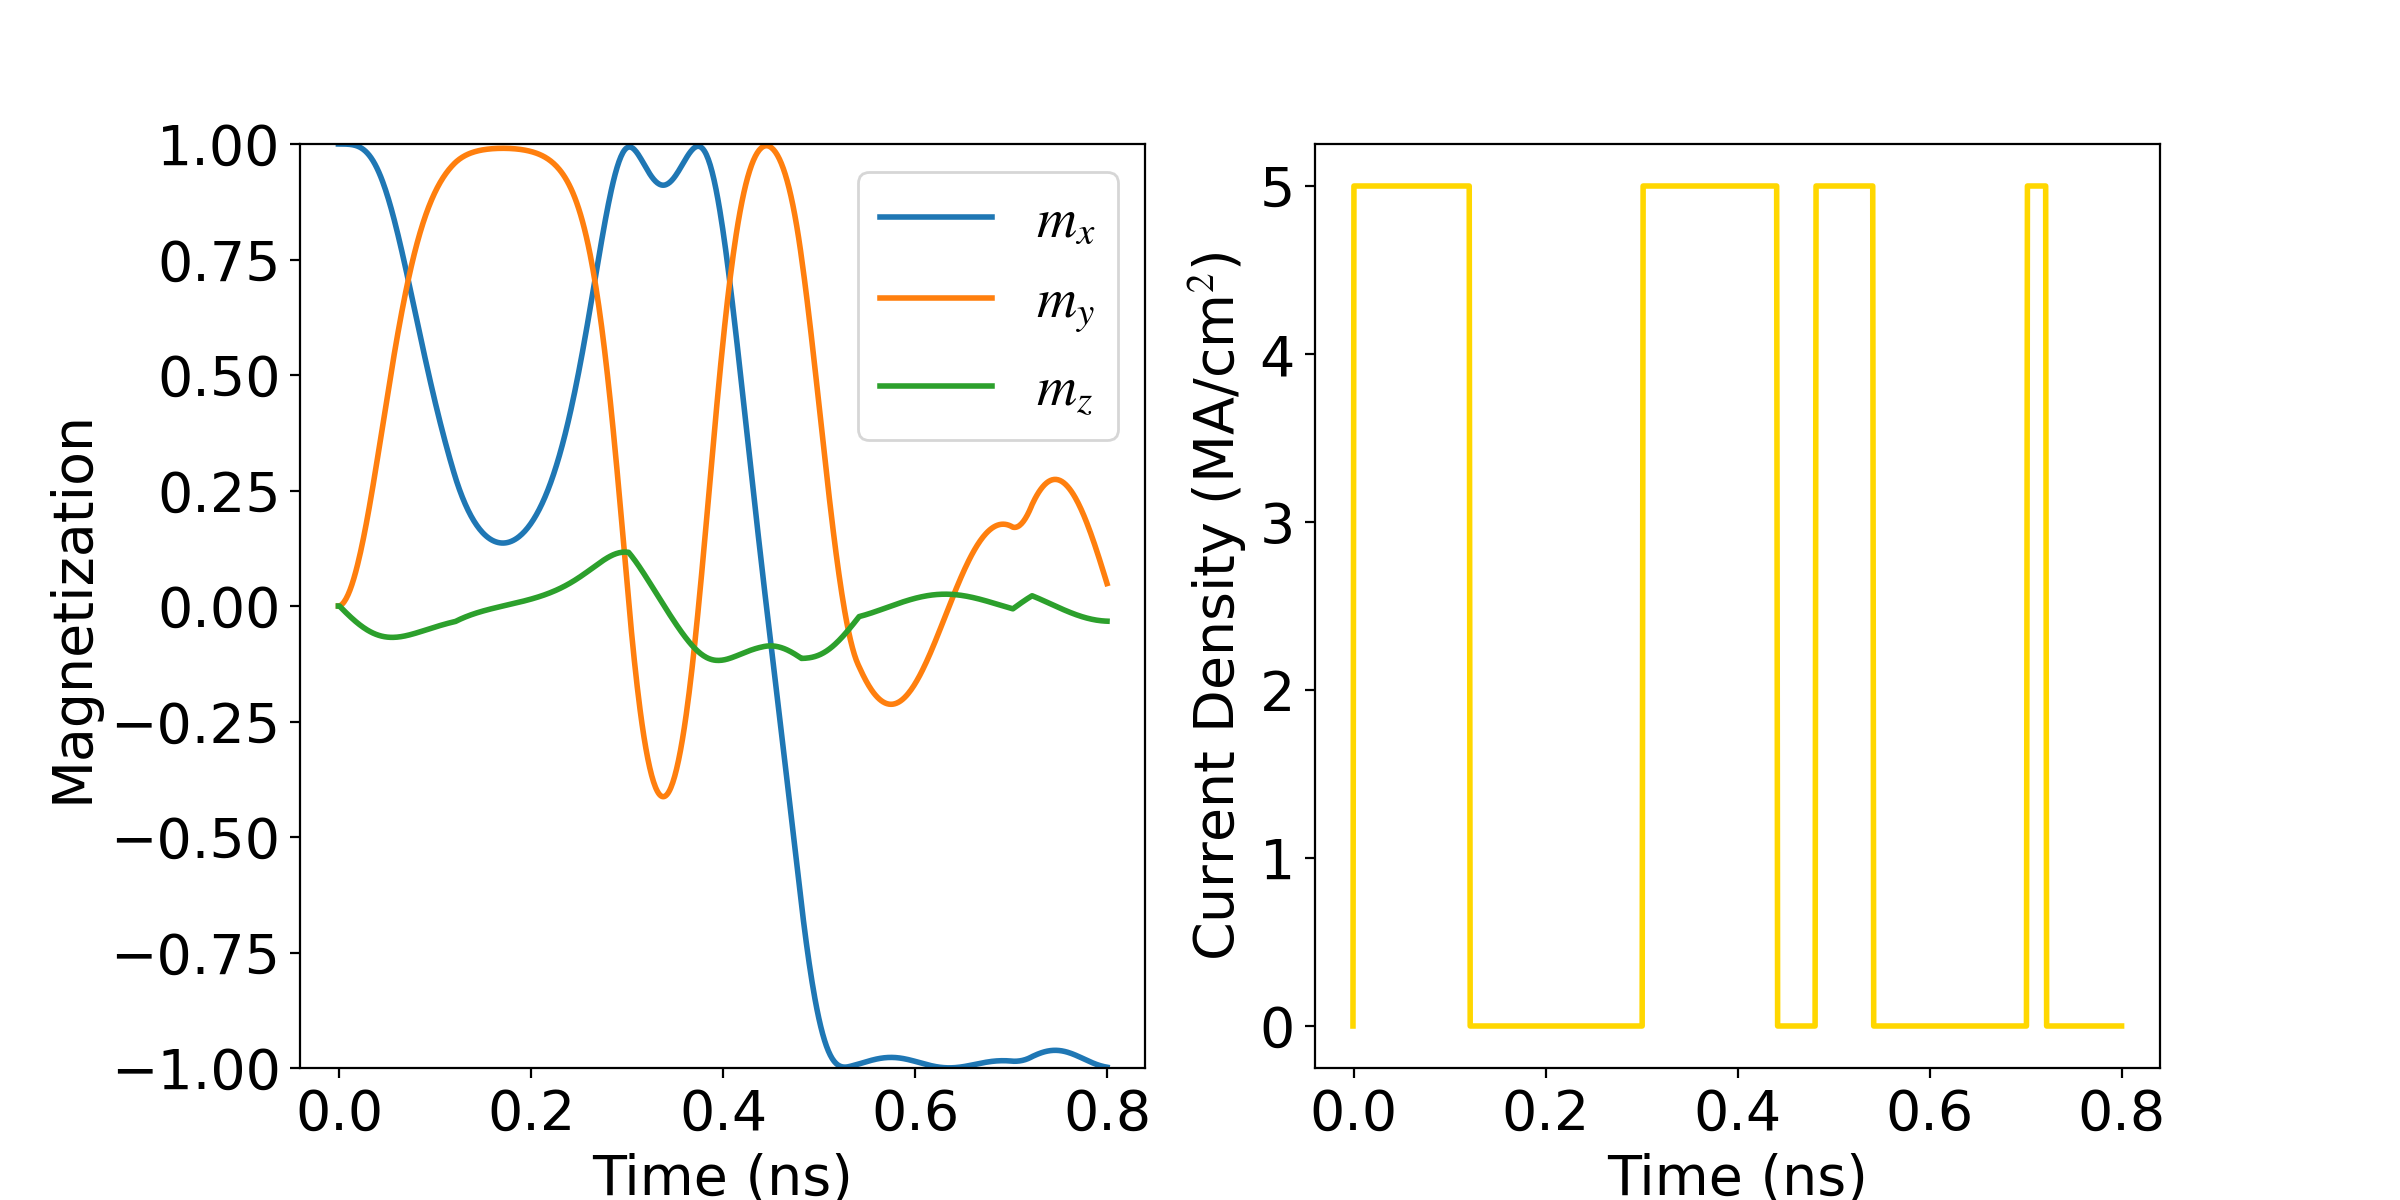 Magnetization
1.00
0.75
0.50
0.25
0.00
−0.25
−0.50
−0.75
−1.00
0.0 0.2 0.4 0.6 0.8
Time (ns)
m_x
m_y
m_z
Current Density (MA/cm²)
5
4
3
2
1
0
0.0 0.2 0.4 0.6 0.8
Time (ns)